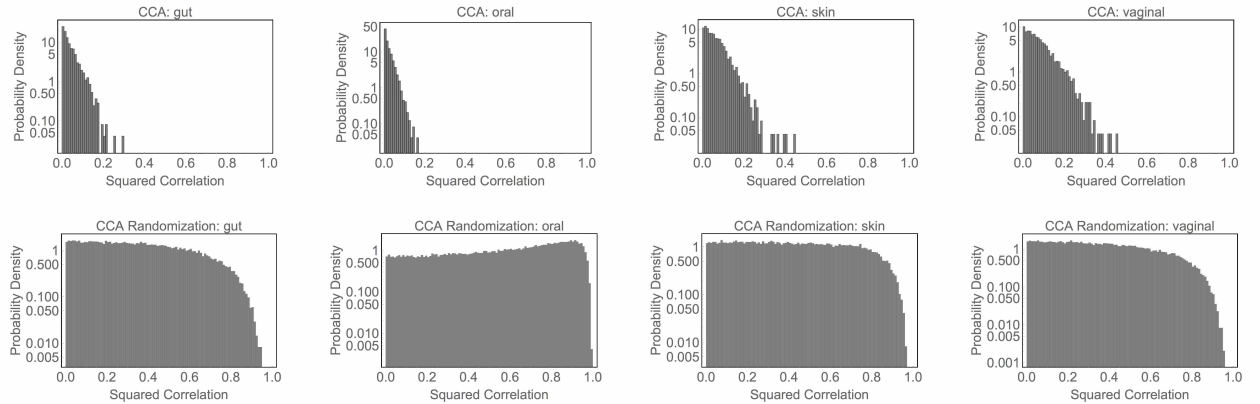 CCA: gut
Probability Density
10
5
1
0.50
0.10
0.05
0.0 0.2 0.4 0.6 0.8 1.0
Squared Correlation
CCA: oral
Probability Density
50
10
5
1
0.50
0.10
0.05
0.0 0.2 0.4 0.6 0.8 1.0
Squared Correlation
CCA: skin
Probability Density
10
5
1
0.50
0.10
0.05
0.0 0.2 0.4 0.6 0.8 1.0
Squared Correlation
CCA: vaginal
Probability Density
10
5
1
0.50
0.10
0.05
0.0 0.2 0.4 0.6 0.8 1.0
Squared Correlation
CCA Randomization: gut
Probability Density
1
0.500
0.100
0.050
0.010
0.005
0.0 0.2 0.4 0.6 0.8 1.0
Squared Correlation
CCA Randomization: oral
Probability Density
1
0.500
0.100
0.050
0.010
0.005
0.0 0.2 0.4 0.6 0.8 1.0
Squared Correlation
CCA Randomization: skin
Probability Density
1
0.500
0.100
0.050
0.010
0.005
0.0 0.2 0.4 0.6 0.8 1.0
Squared Correlation
CCA Randomization: vaginal
Probability Density
1
0.500
0.100
0.050
0.010
0.005
0.001
0.0 0.2 0.4 0.6 0.8 1.0
Squared Correlation